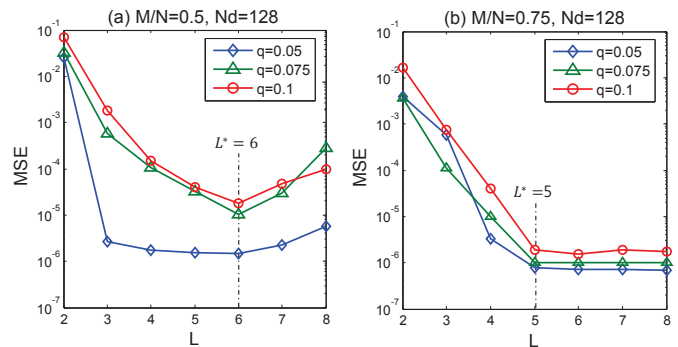 (a) M/N=0.5, Nd=128
MSE
10^-1
10^-2
10^-3
10^-4
10^-5
10^-6
10^-7
q=0.05
q=0.075
q=0.1
L* = 6
2 3 4 5 6 7 8
L
(b) M/N=0.75, Nd=128
MSE
10^-1
10^-2
10^-3
10^-4
10^-5
10^-6
10^-7
q=0.05
q=0.075
q=0.1
L* =5
2 3 4 5 6 7 8
L